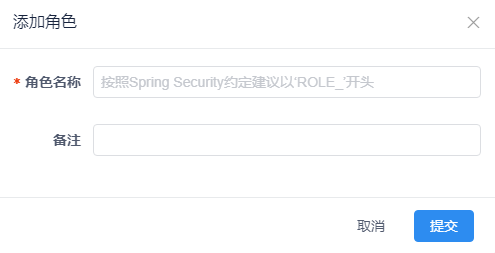 添加角色
* 角色名称
按照Spring Security约定建议以‘ROLE_’开头
备注
取消
提交